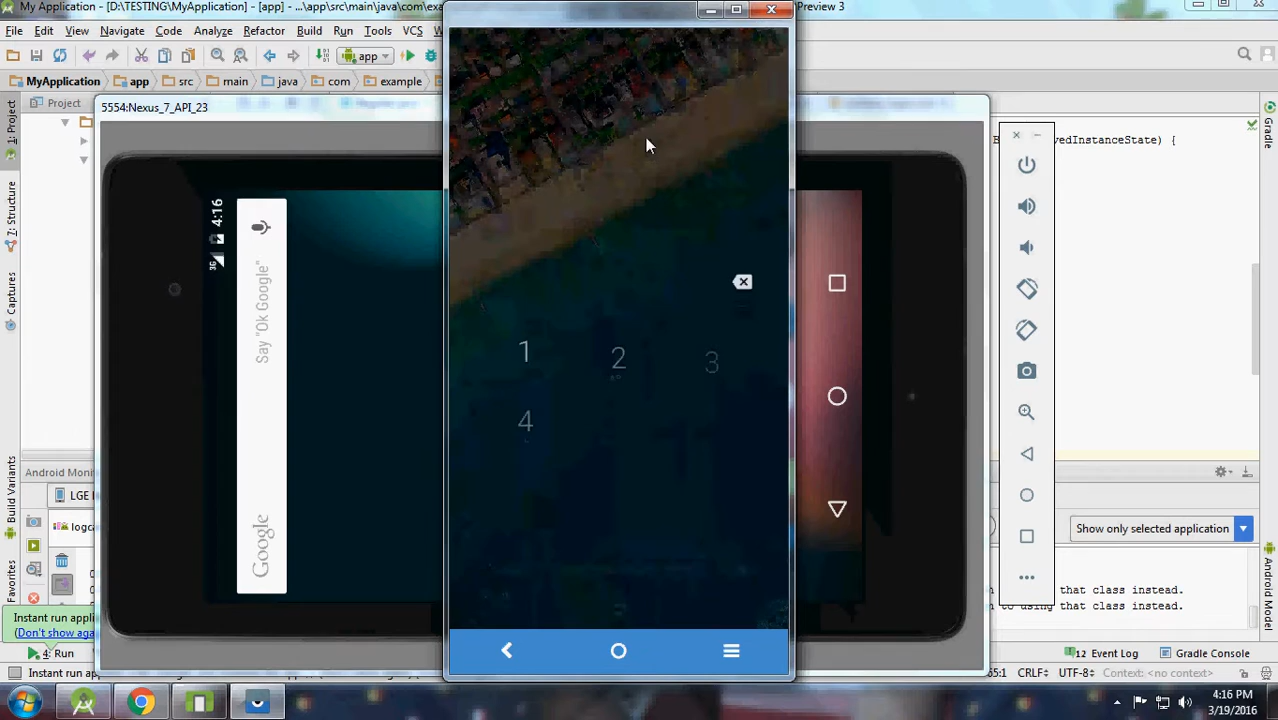 My Application - [D:\TESTING\MyApplication] - [app] - ...\app\src\main\java\com\exa
Preview 3
File Edit View Navigate Code Analyze Refactor Build Run Tools VCS
app
MyApplication app src main java com example
1: Project
Project
5554:Nexus_7_API_23
Gradle
vedInstanceState) {
7: Structure
4:16
3G
Say "Ok Google"
Google
1
2
3
4
Captures
Build Variants
Android Moni
LGE
logca
Show only selected application
Favorites
that class instead.
to using that class instead.
Android Model
Instant run appli
(Don't show aga
4: Run
12 Event Log
Gradle Console
Instant run
CRLF
UTF-8
Context: <no context>
4:16 PM
3/19/2016